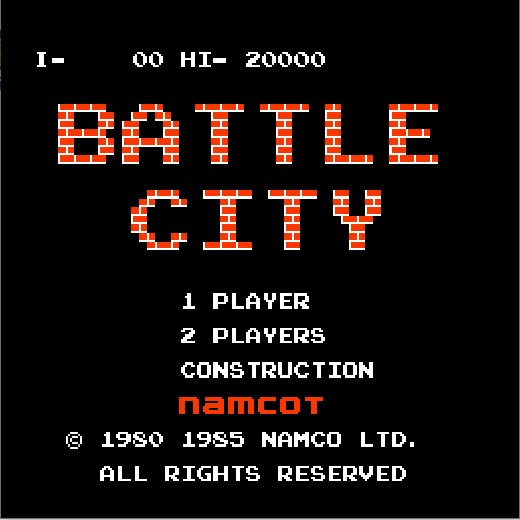 I-     00 HI- 20000
BATTLE
CITY
1 PLAYER
2 PLAYERS
CONSTRUCTION
namcot
© 1980 1985 NAMCO LTD.
ALL RIGHTS RESERVED